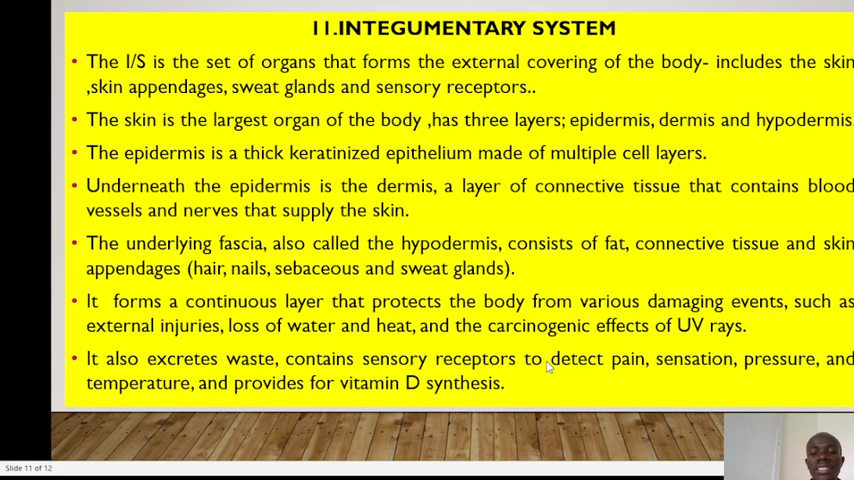 11.INTEGUMENTARY SYSTEM
• The I/S is the set of organs that forms the external covering of the body- includes the skin
,skin appendages, sweat glands and sensory receptors..
• The skin is the largest organ of the body ,has three layers; epidermis, dermis and hypodermis.
• The epidermis is a thick keratinized epithelium made of multiple cell layers.
• Underneath the epidermis is the dermis, a layer of connective tissue that contains blood
vessels and nerves that supply the skin.
• The underlying fascia, also called the hypodermis, consists of fat, connective tissue and skin
appendages (hair, nails, sebaceous and sweat glands).
• It forms a continuous layer that protects the body from various damaging events, such as
external injuries, loss of water and heat, and the carcinogenic effects of UV rays.
• It also excretes waste, contains sensory receptors to detect pain, sensation, pressure, and
temperature, and provides for vitamin D synthesis.
Slide 11 of 12